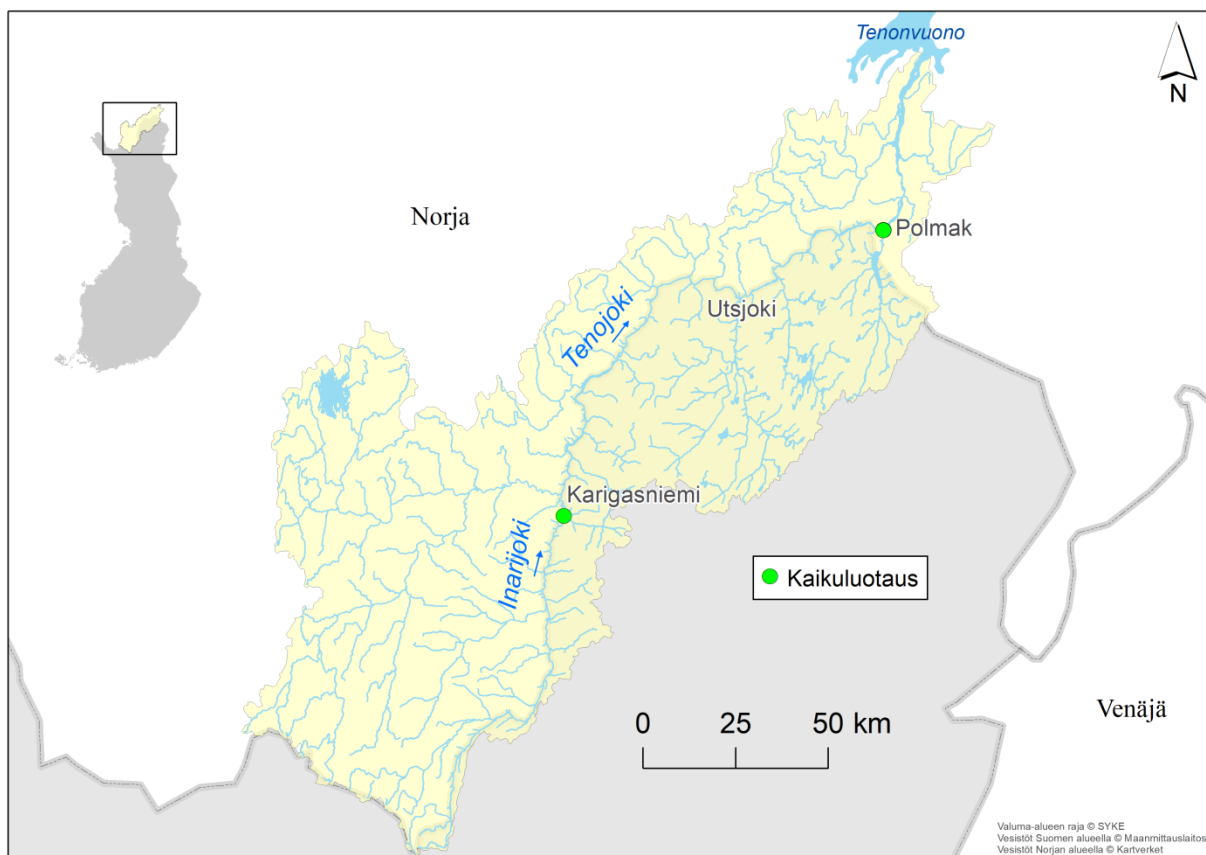 Tenonvuono
N
Norja
Polmak
Utsjoki
Tenojoki
Karigasniemi
Inarijoki
Kaikuluotaus
0 25 50 km
Venäjä
Valuma-alueen raja © SYKE
Vesistöt Suomen alueella © Maanmittauslaitos
Vesistöt Norjan alueella © Kartverket